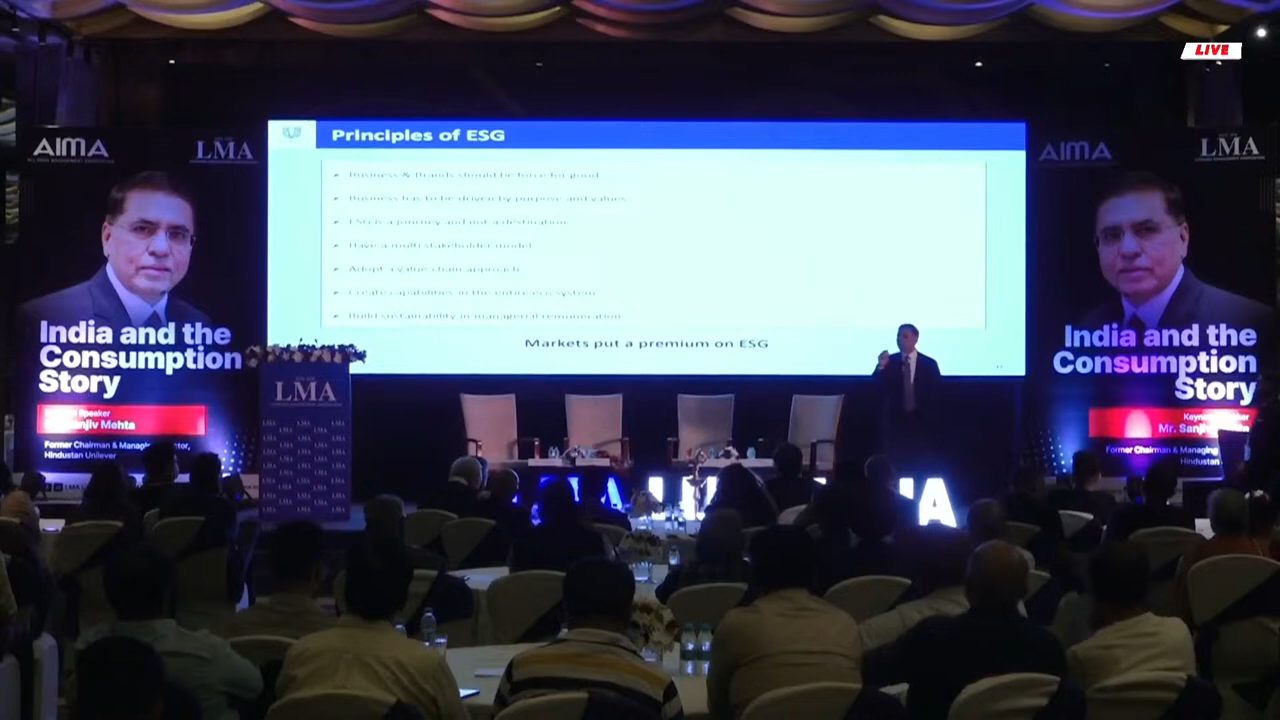 LIVE
AIMA
LMA
India and the
Consumption
Story
Speaker
Sanjiv Mehta
Former Chairman & Managing Director,
Hindustan Unilever
Principles of ESG
Business & Brands should be force for good
Business has to be driven by purpose and values
ESG is a journey and not a destination
Have a multi stakeholder model
Adopt a value chain approach
Create capabilities in the entire eco system
Build sustainability in managerial remuneration
Markets put a premium on ESG
LMA
AIMA
LMA
India and the
Consumption
Story
Mr.
Former Chairman & Managing
Hindustan